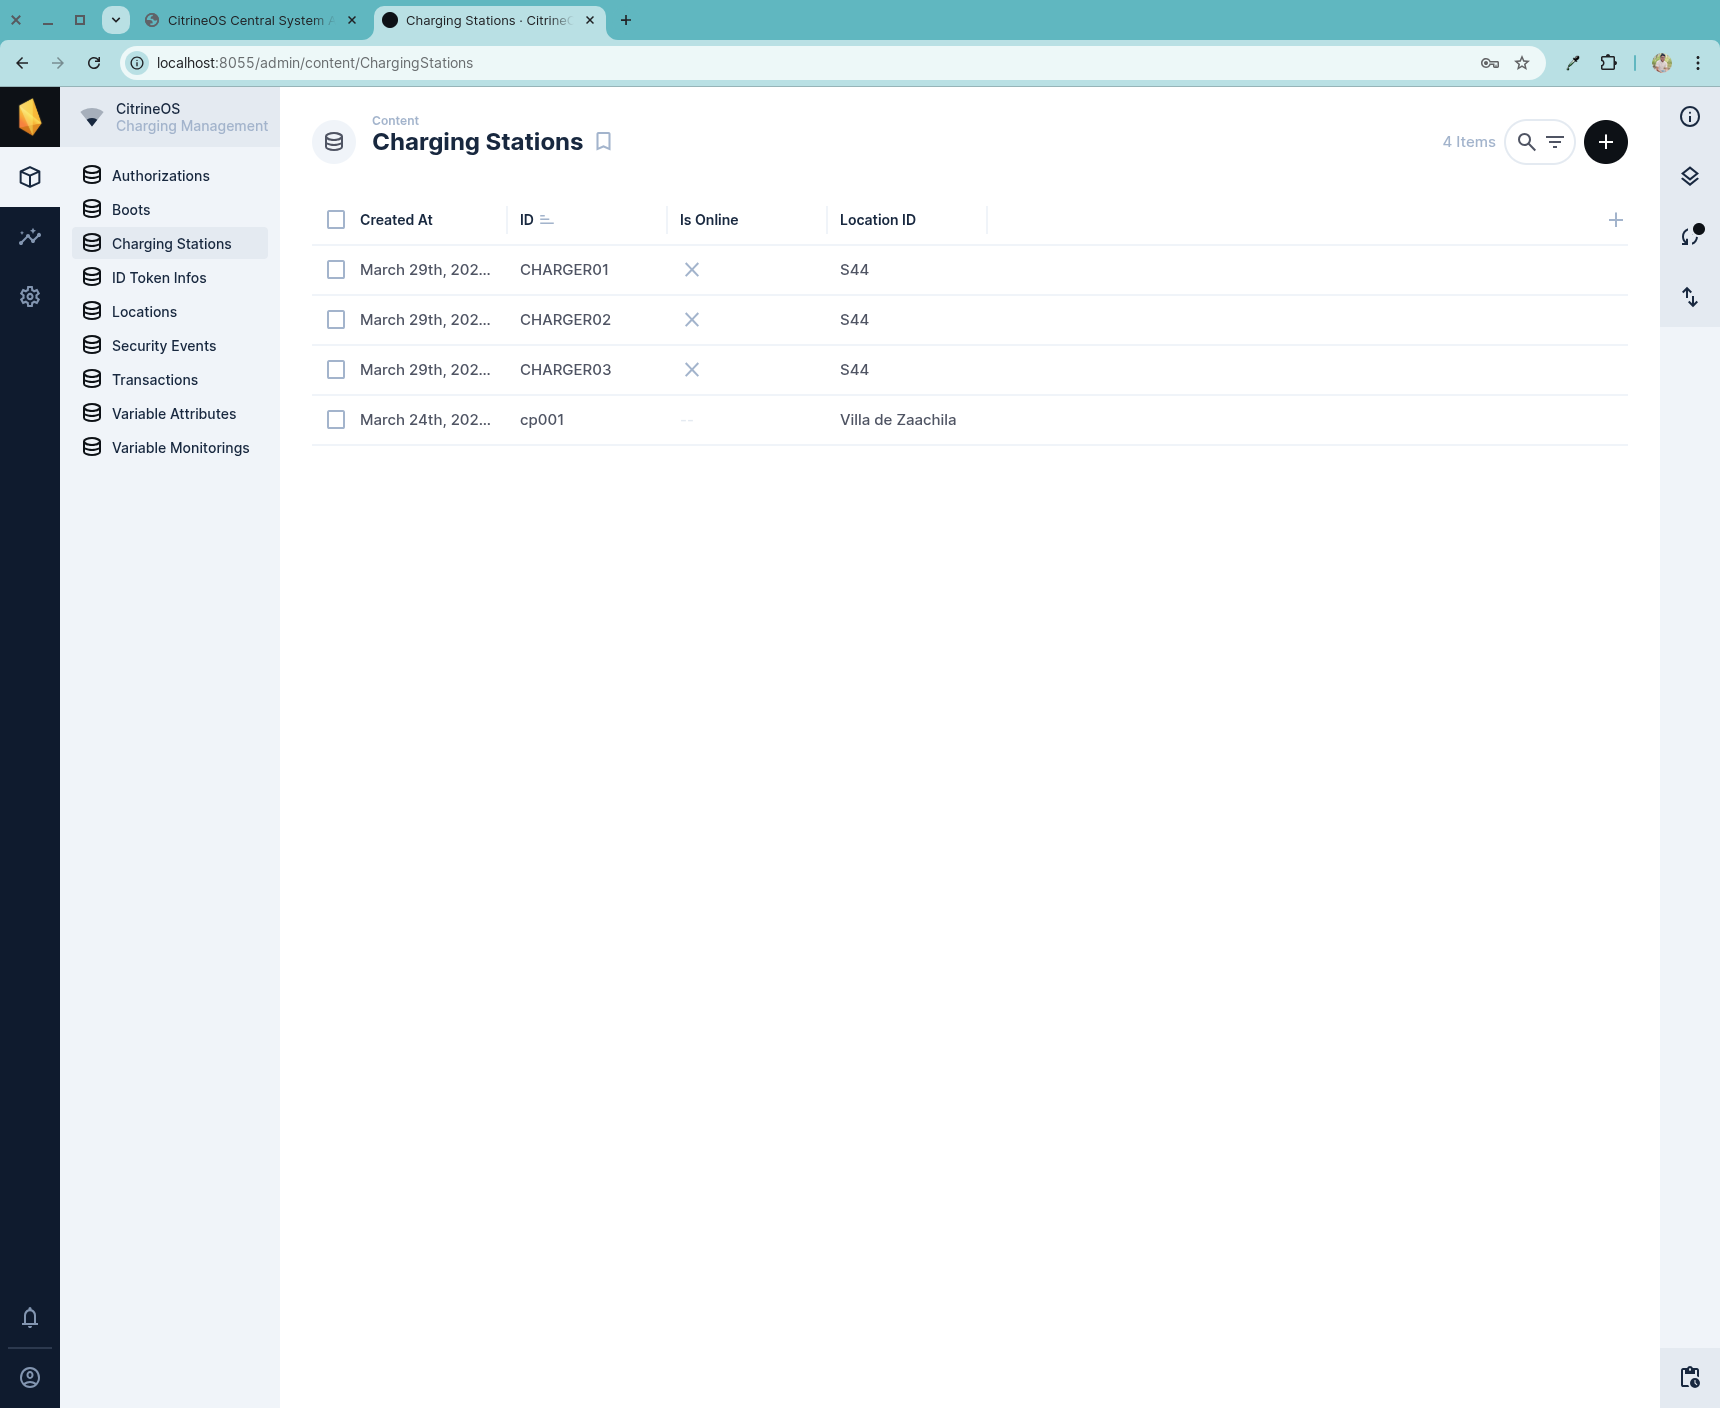 CitrineOS Central System A
Charging Stations · CitrineO
localhost:8055/admin/content/ChargingStations
CitrineOS
Charging Management
Authorizations
Boots
Charging Stations
ID Token Infos
Locations
Security Events
Transactions
Variable Attributes
Variable Monitorings
Content
Charging Stations
4 Items
Created At ID Is Online Location ID
March 29th, 202... CHARGER01 S44
March 29th, 202... CHARGER02 S44
March 29th, 202... CHARGER03 S44
March 24th, 202... cp001 -- Villa de Zaachila